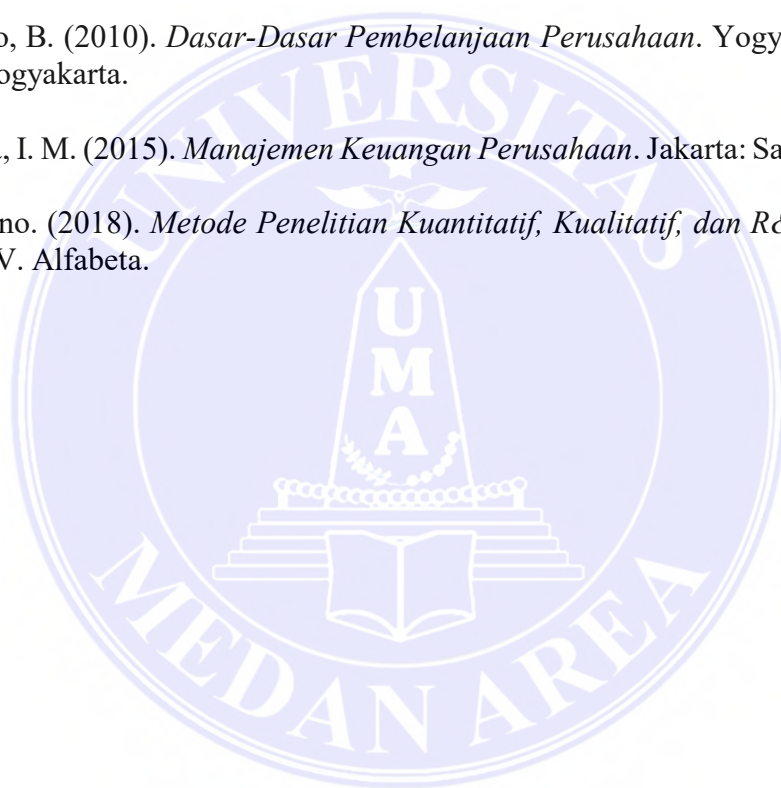 o, B. (2010). Dasar-Dasar Pembelanjaan Perusahaan. Yogy
ogyakarta.
, I. M. (2015). Manajemen Keuangan Perusahaan. Jakarta: Sa
no. (2018). Metode Penelitian Kuantitatif, Kualitatif, dan R&
V. Alfabeta.
UNIVERSITAS
U
M
A
MEDAN AREA